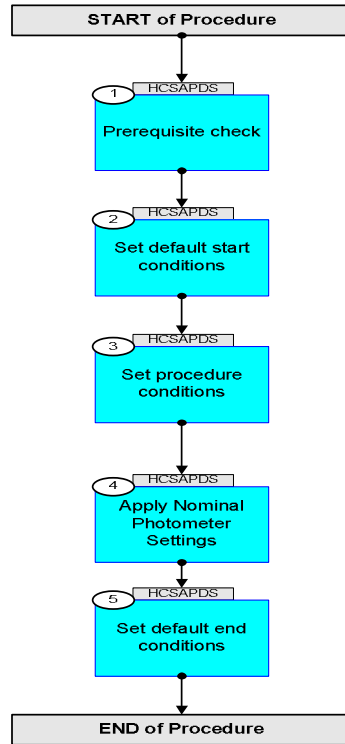 START of Procedure
HCSAPDS
1
Prerequisite check
HCSAPDS
2
Set default start
conditions
HCSAPDS
3
Set procedure
conditions
HCSAPDS
4
Apply Nominal
Photometer
Settings
HCSAPDS
5
Set default end
conditions
END of Procedure